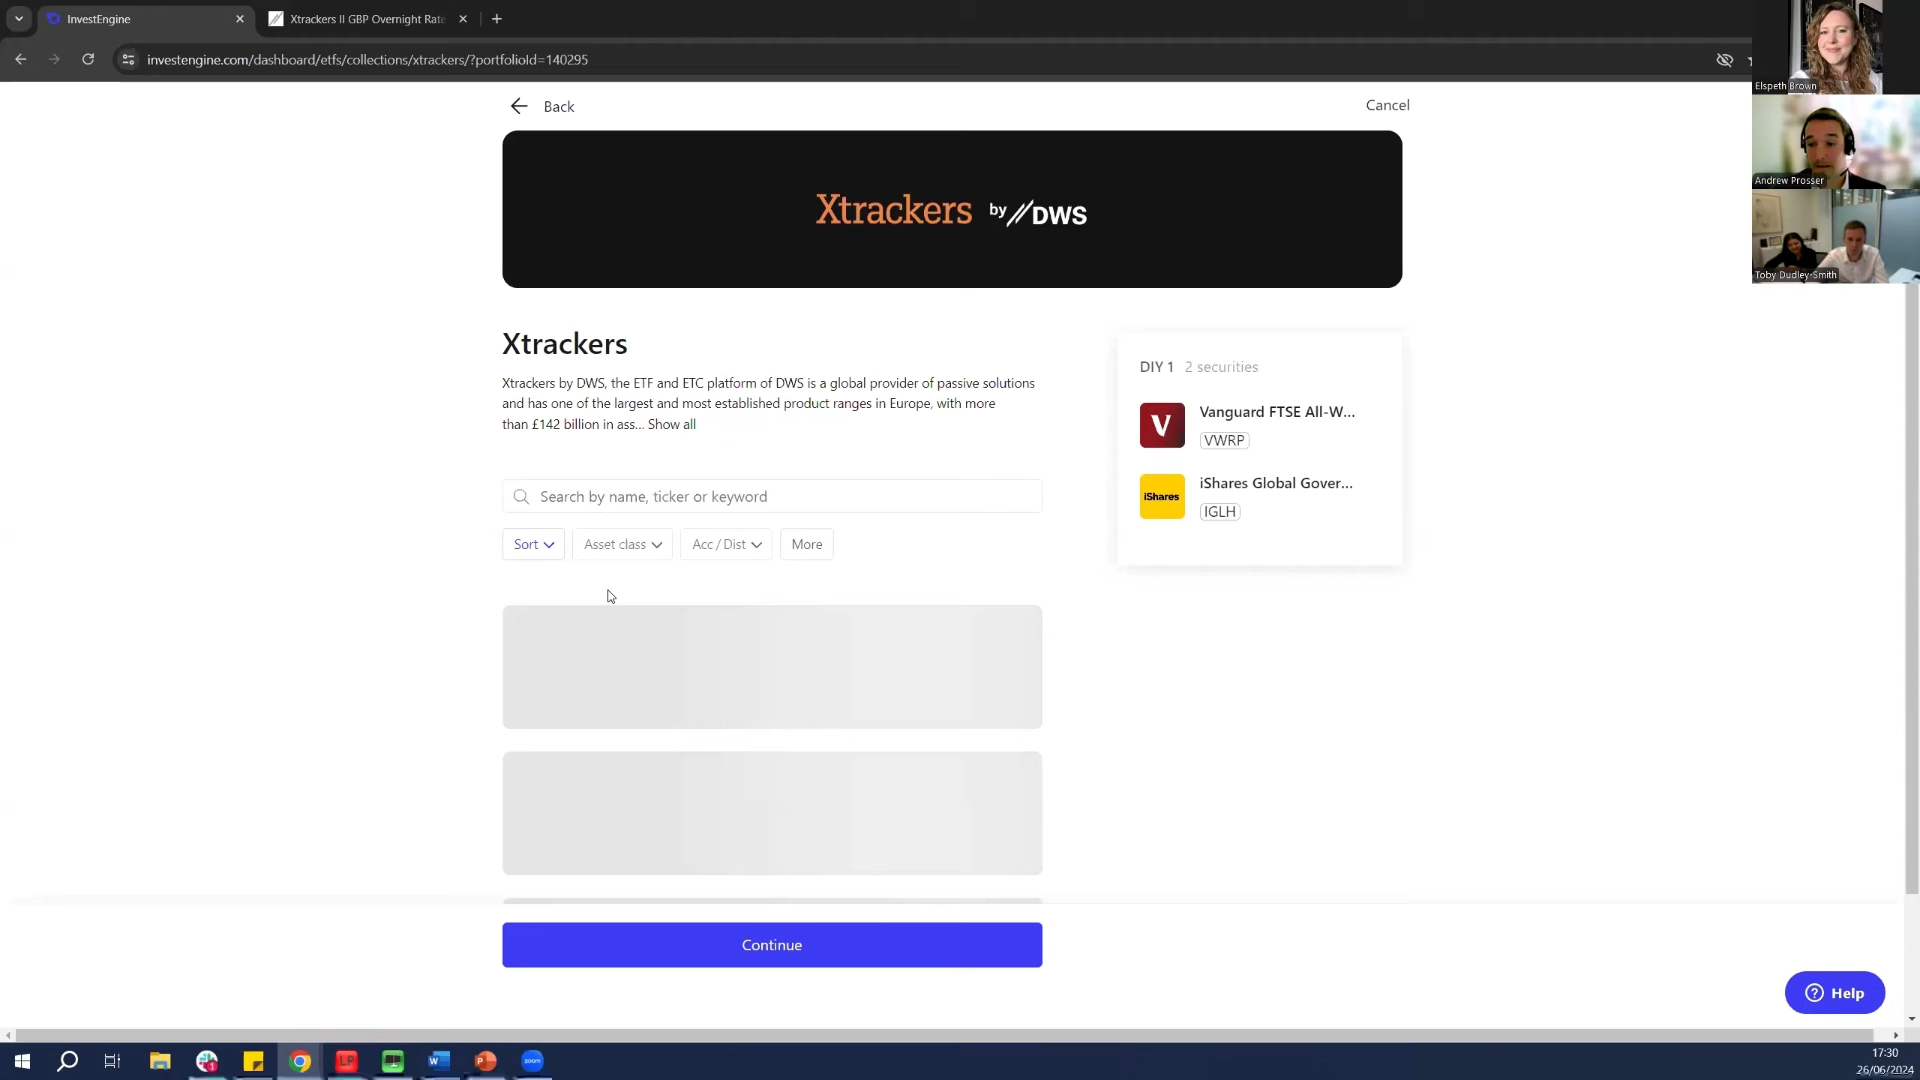 InvestEngine
Xtrackers II GBP Overnight Rate
investengine.com/dashboard/etfs/collections/xtrackers/?portfolioId=140295
Elspeth Brown
Andrew Prosser
Toby Dudley-Smith
Back
Cancel
Xtrackers by DWS
Xtrackers
Xtrackers by DWS, the ETF and ETC platform of DWS is a global provider of passive solutions
and has one of the largest and most established product ranges in Europe, with more
than £142 billion in ass... Show all
Search by name, ticker or keyword
Sort
Asset class
Acc / Dist
More
DIY 1 2 securities
V
Vanguard FTSE All-W...
VWRP
iShares
iShares Global Gover...
IGLH
Continue
Help
LP
W
P
zoom
17:30
26/06/2024